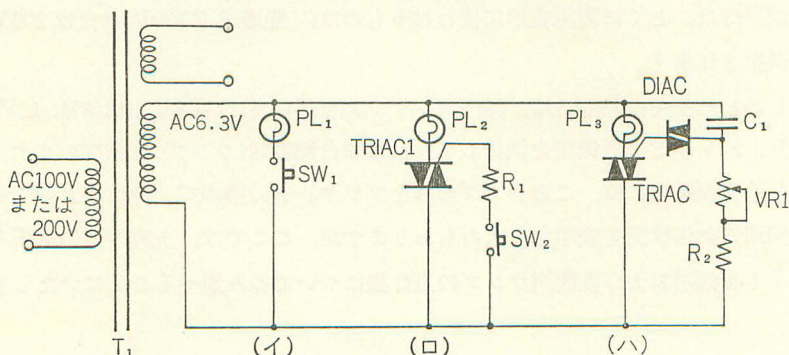 DIAC
AC6.3V
PL₁
PL₂
PL₃
C₁
TRIAC1
SW₁
R₁
TRIAC
VR1
AC100V
または
200V
SW₂
R₂
T₁
(イ)
(ロ)
(ハ)